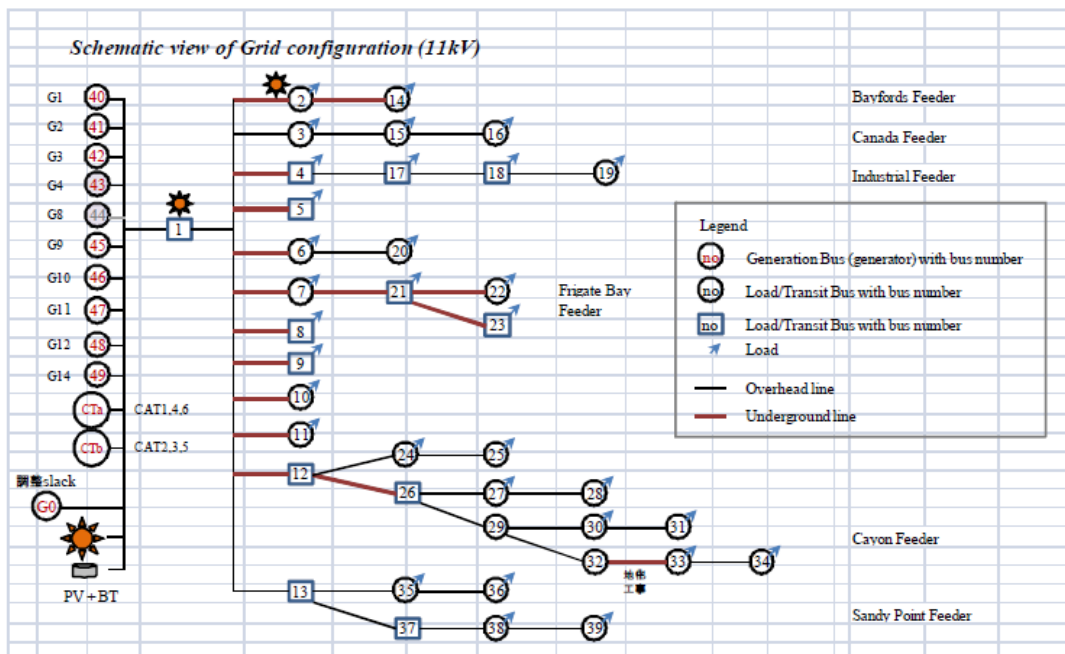 Schematic view of Grid configuration (11kV)
G1 40
G2 41
G3 42
G4 43
G8 44
G9 45
G10 46
G11 47
G12 48
G14 49
CTa CAT1,4,6
CTb CAT2,3,5
調整slack
G0
PV+BT
1
2 14 Bayfords Feeder
3 15 16 Canada Feeder
4 17 18 19 Industrial Feeder
5
6 20
7 21 22 Frigate Bay
Feeder
23
8
9
10
11
12 24 25
26 27 28
29 30 31
Cayon Feeder
32 33 34
工事
13 35 36
Sandy Point Feeder
37 38 39
Legend
no Generation Bus (generator) with bus number
no Load/Transit Bus with bus number
no Load/Transit Bus with bus number
Load
Overhead line
Underground line